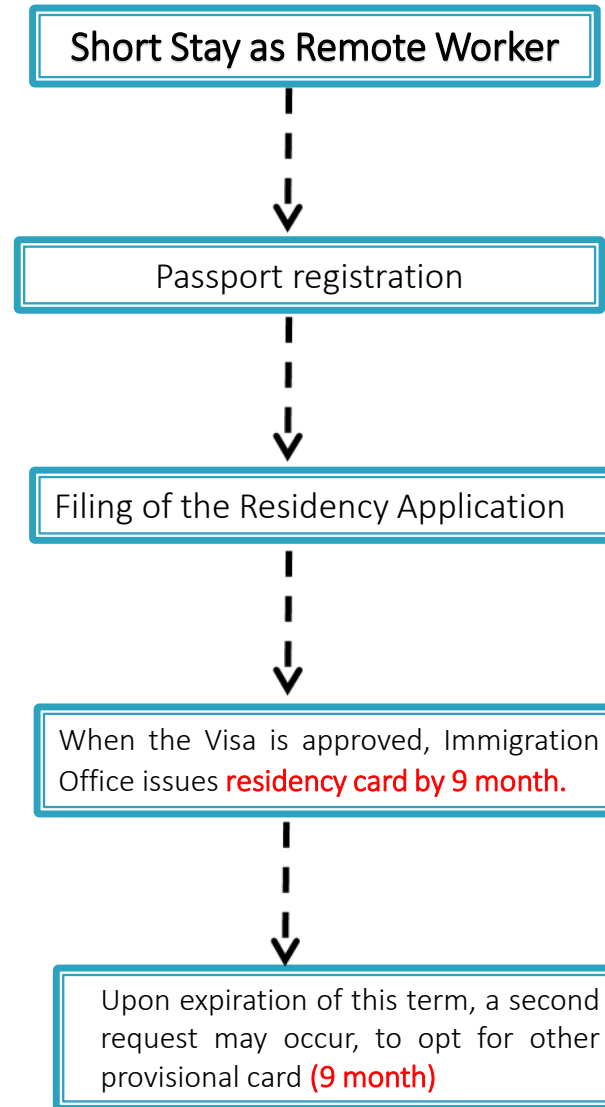 Short Stay as Remote Worker
Passport registration
Filing of the Residency Application
When the Visa is approved, Immigration
Office issues residency card by 9 month.
Upon expiration of this term, a second
request may occur, to opt for other
provisional card (9 month)